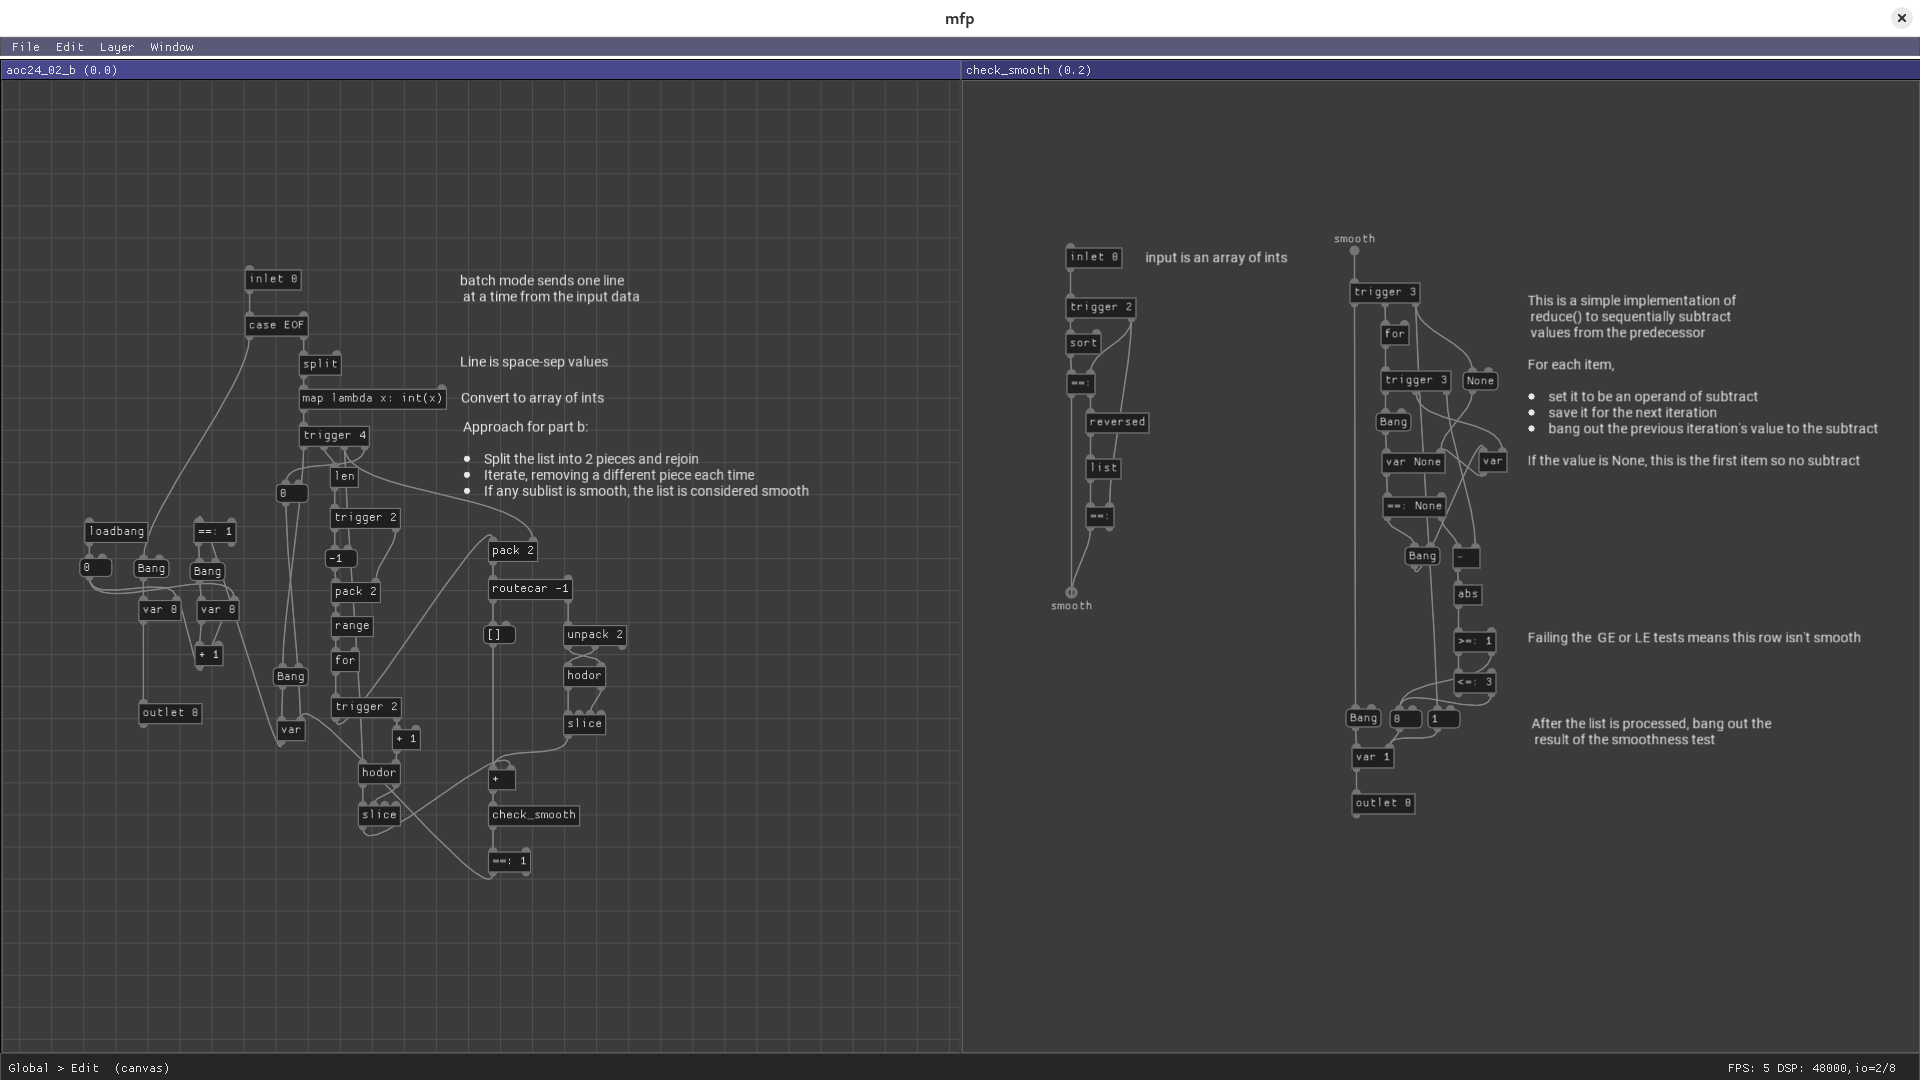 mfp
×
File Edit Layer Window
aoc24_02_b (0.0)
inlet 0
batch mode sends one line
at a time from the input data
case EOF
split
Line is space-sep values
map lambda x: int(x)
Convert to array of ints
trigger 4
Approach for part b:
• Split the list into 2 pieces and rejoin
• Iterate, removing a different piece each time
• If any sublist is smooth, the list is considered smooth
len
0
trigger 2
loadbang
==: 1
pack 2
-1
0
Bang
Bang
routecar -1
pack 2
var 0
var 0
range
[]
unpack 2
+ 1
for
hodor
Bang
trigger 2
outlet 0
slice
var
+ 1
hodor
+
slice
check_smooth
==: 1
check_smooth (0.2)
inlet 0
input is an array of ints
trigger 2
sort
==:
reversed
list
==:
smooth
smooth
trigger 3
This is a simple implementation of
reduce() to sequentially subtract
values from the predecessor
for
For each item,
trigger 3
None
• set it to be an operand of subtract
• save it for the next iteration
• bang out the previous iteration's value to the subtract
Bang
var None
var
If the value is None, this is the first item so no subtract
==: None
Bang
-
abs
>=: 1
Failing the GE or LE tests means this row isn't smooth
<=: 3
Bang
0
1
After the list is processed, bang out the
result of the smoothness test
var 1
outlet 0
Global > Edit (canvas)
FPS: 5 DSP: 48000,io=2/8